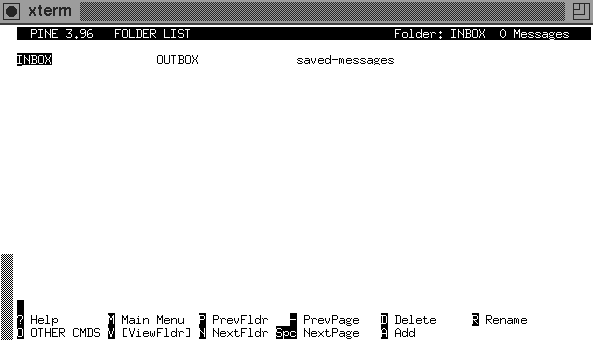 xterm
PINE 3.96 FOLDER LIST Folder: INBOX 0 Messages
INBOX OUTBOX saved-messages
? Help M Main Menu P PrevFldr - PrevPage D Delete R Rename
O OTHER CMDS V [ViewFldr] N NextFldr Spc NextPage A Add